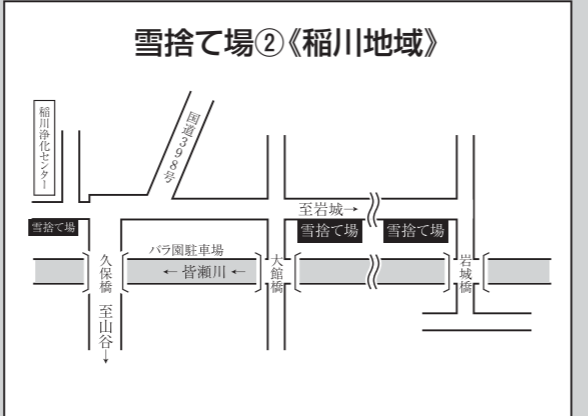 雪捨て場②《稲川地域》
稲川浄化センター
国道398号
至岩城→
雪捨て場
雪捨て場
雪捨て場
バラ園駐車場
←皆瀬川←
久保橋
大館橋
岩城橋
至山谷→